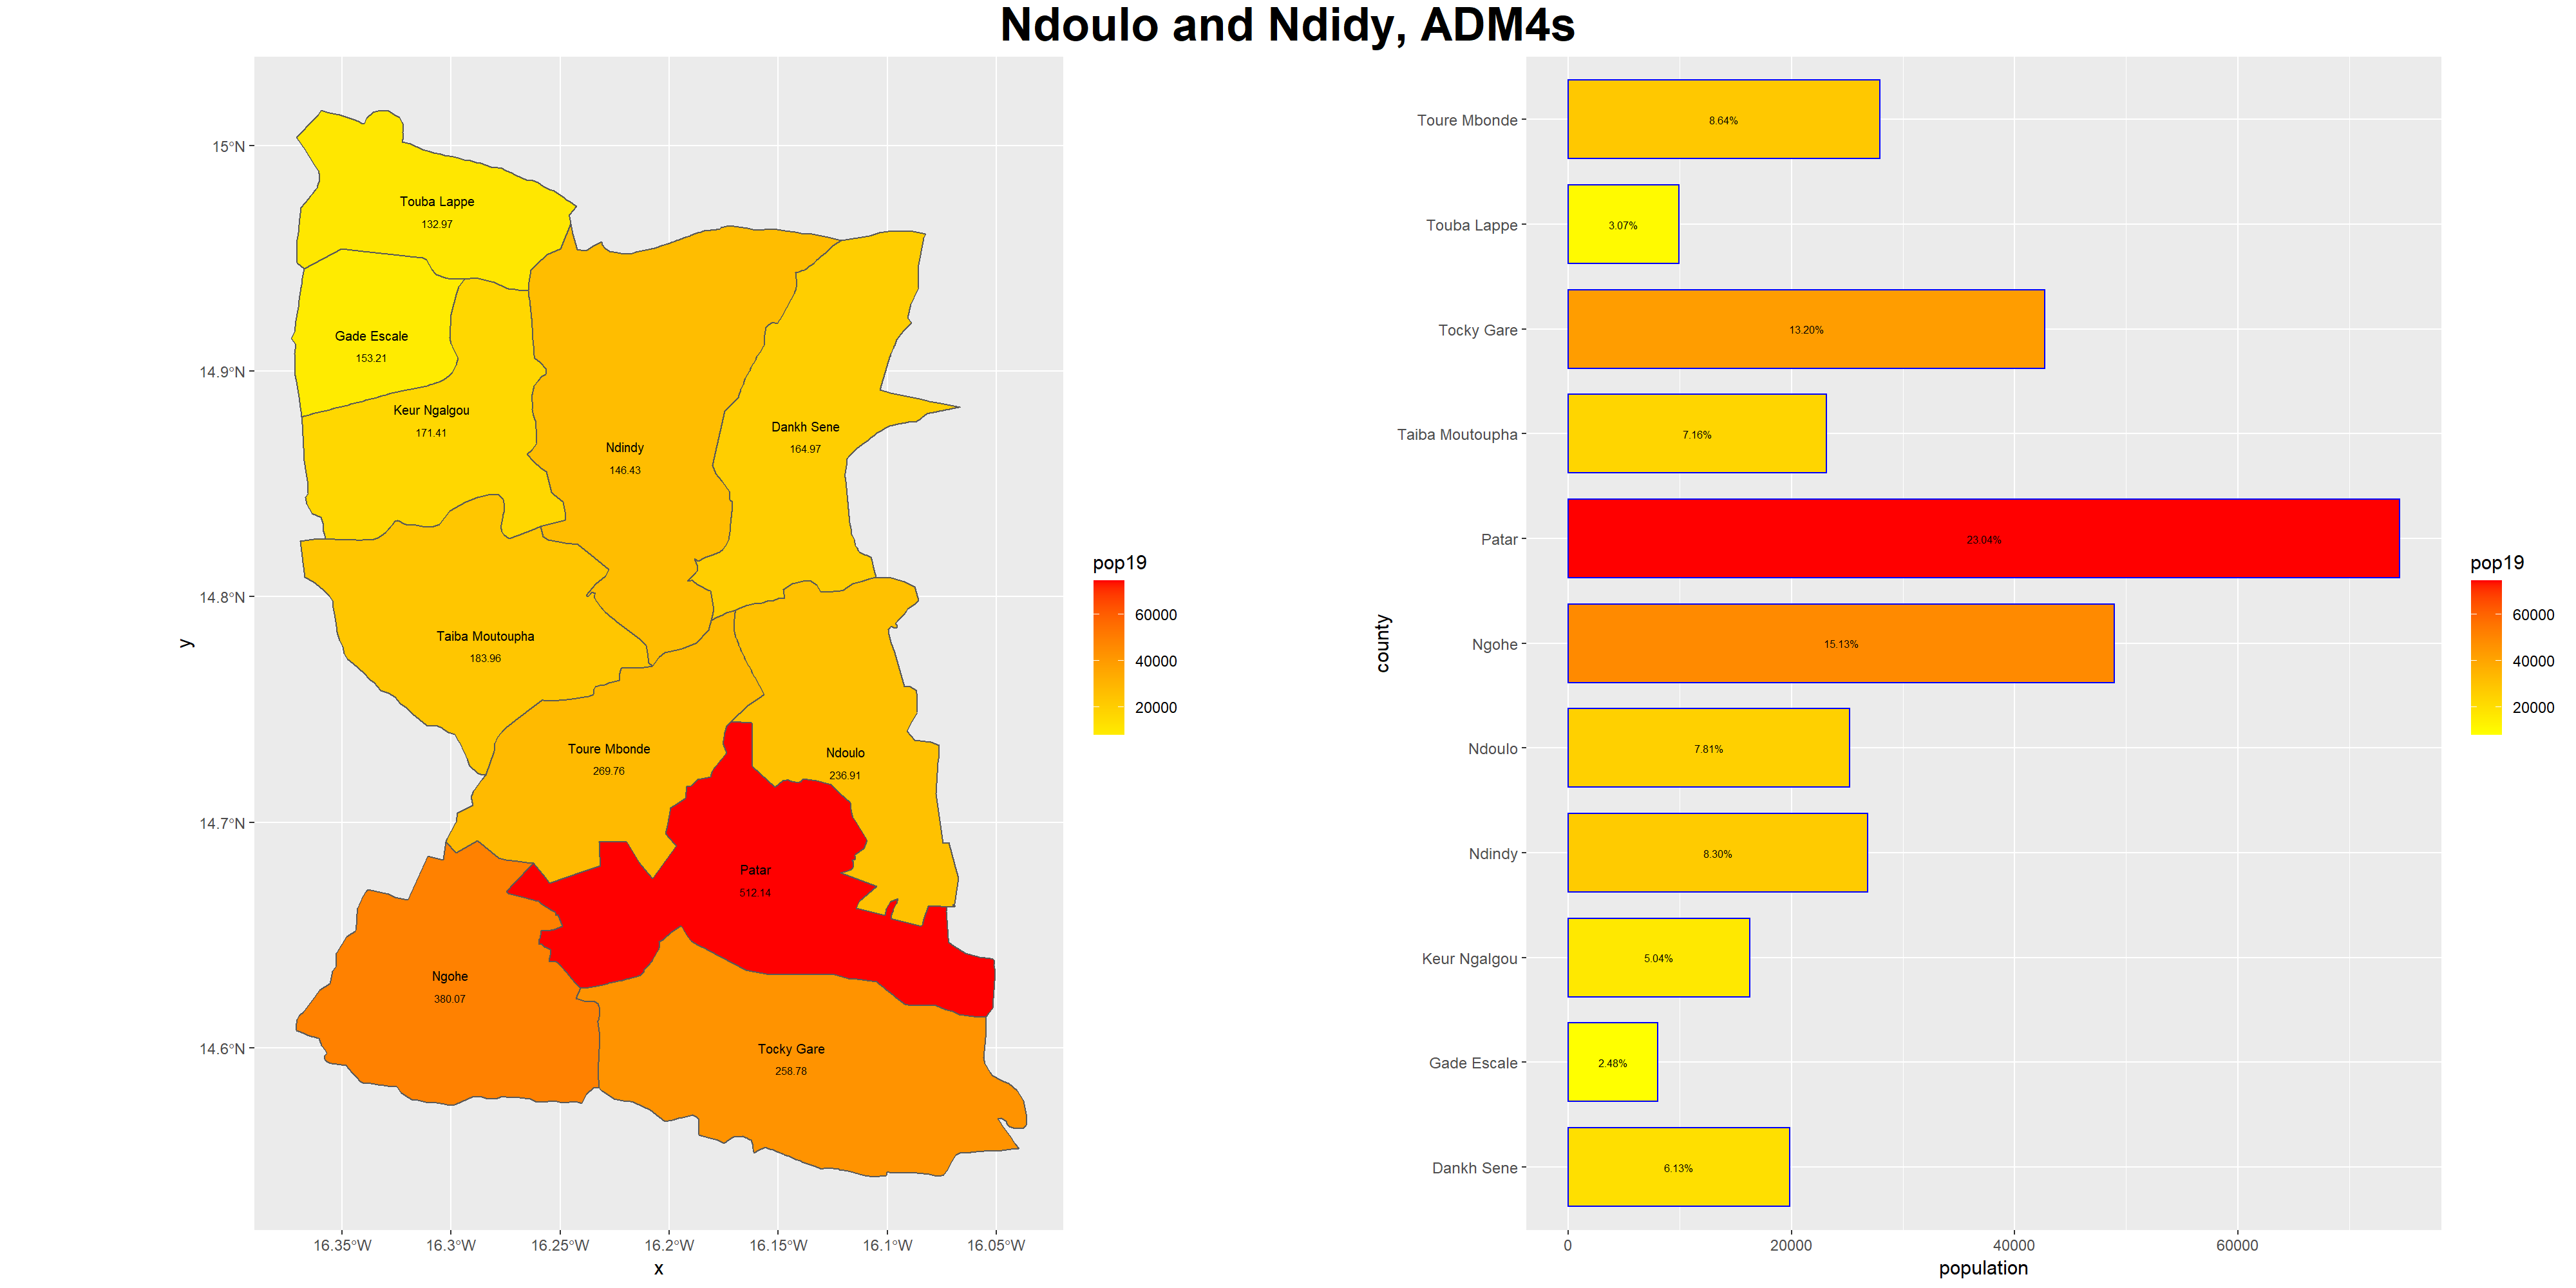 Ndoulo and Ndidy, ADM4s
15°N
14.9°N
14.8°N
14.7°N
14.6°N
y
Touba Lappe
132.97
Gade Escale
153.21
Keur Ngalgou
171.41
Dankh Sene
164.97
Ndindy
146.43
Taiba Moutoupha
183.96
Toure Mbonde
269.76
Ndoulo
236.91
Patar
512.14
Ngohe
380.07
Tocky Gare
258.78
16.35°W
16.3°W
16.25°W
16.2°W
16.15°W
16.1°W
16.05°W
x
pop19
60000
40000
20000
county
Toure Mbonde
8.64%
Touba Lappe
3.07%
Tocky Gare
13.20%
Taiba Moutoupha
7.16%
Patar
23.04%
Ngohe
15.13%
Ndoulo
7.81%
Ndindy
8.30%
Keur Ngalgou
5.04%
Gade Escale
2.48%
Dankh Sene
6.13%
0
20000
40000
60000
population
pop19
60000
40000
20000